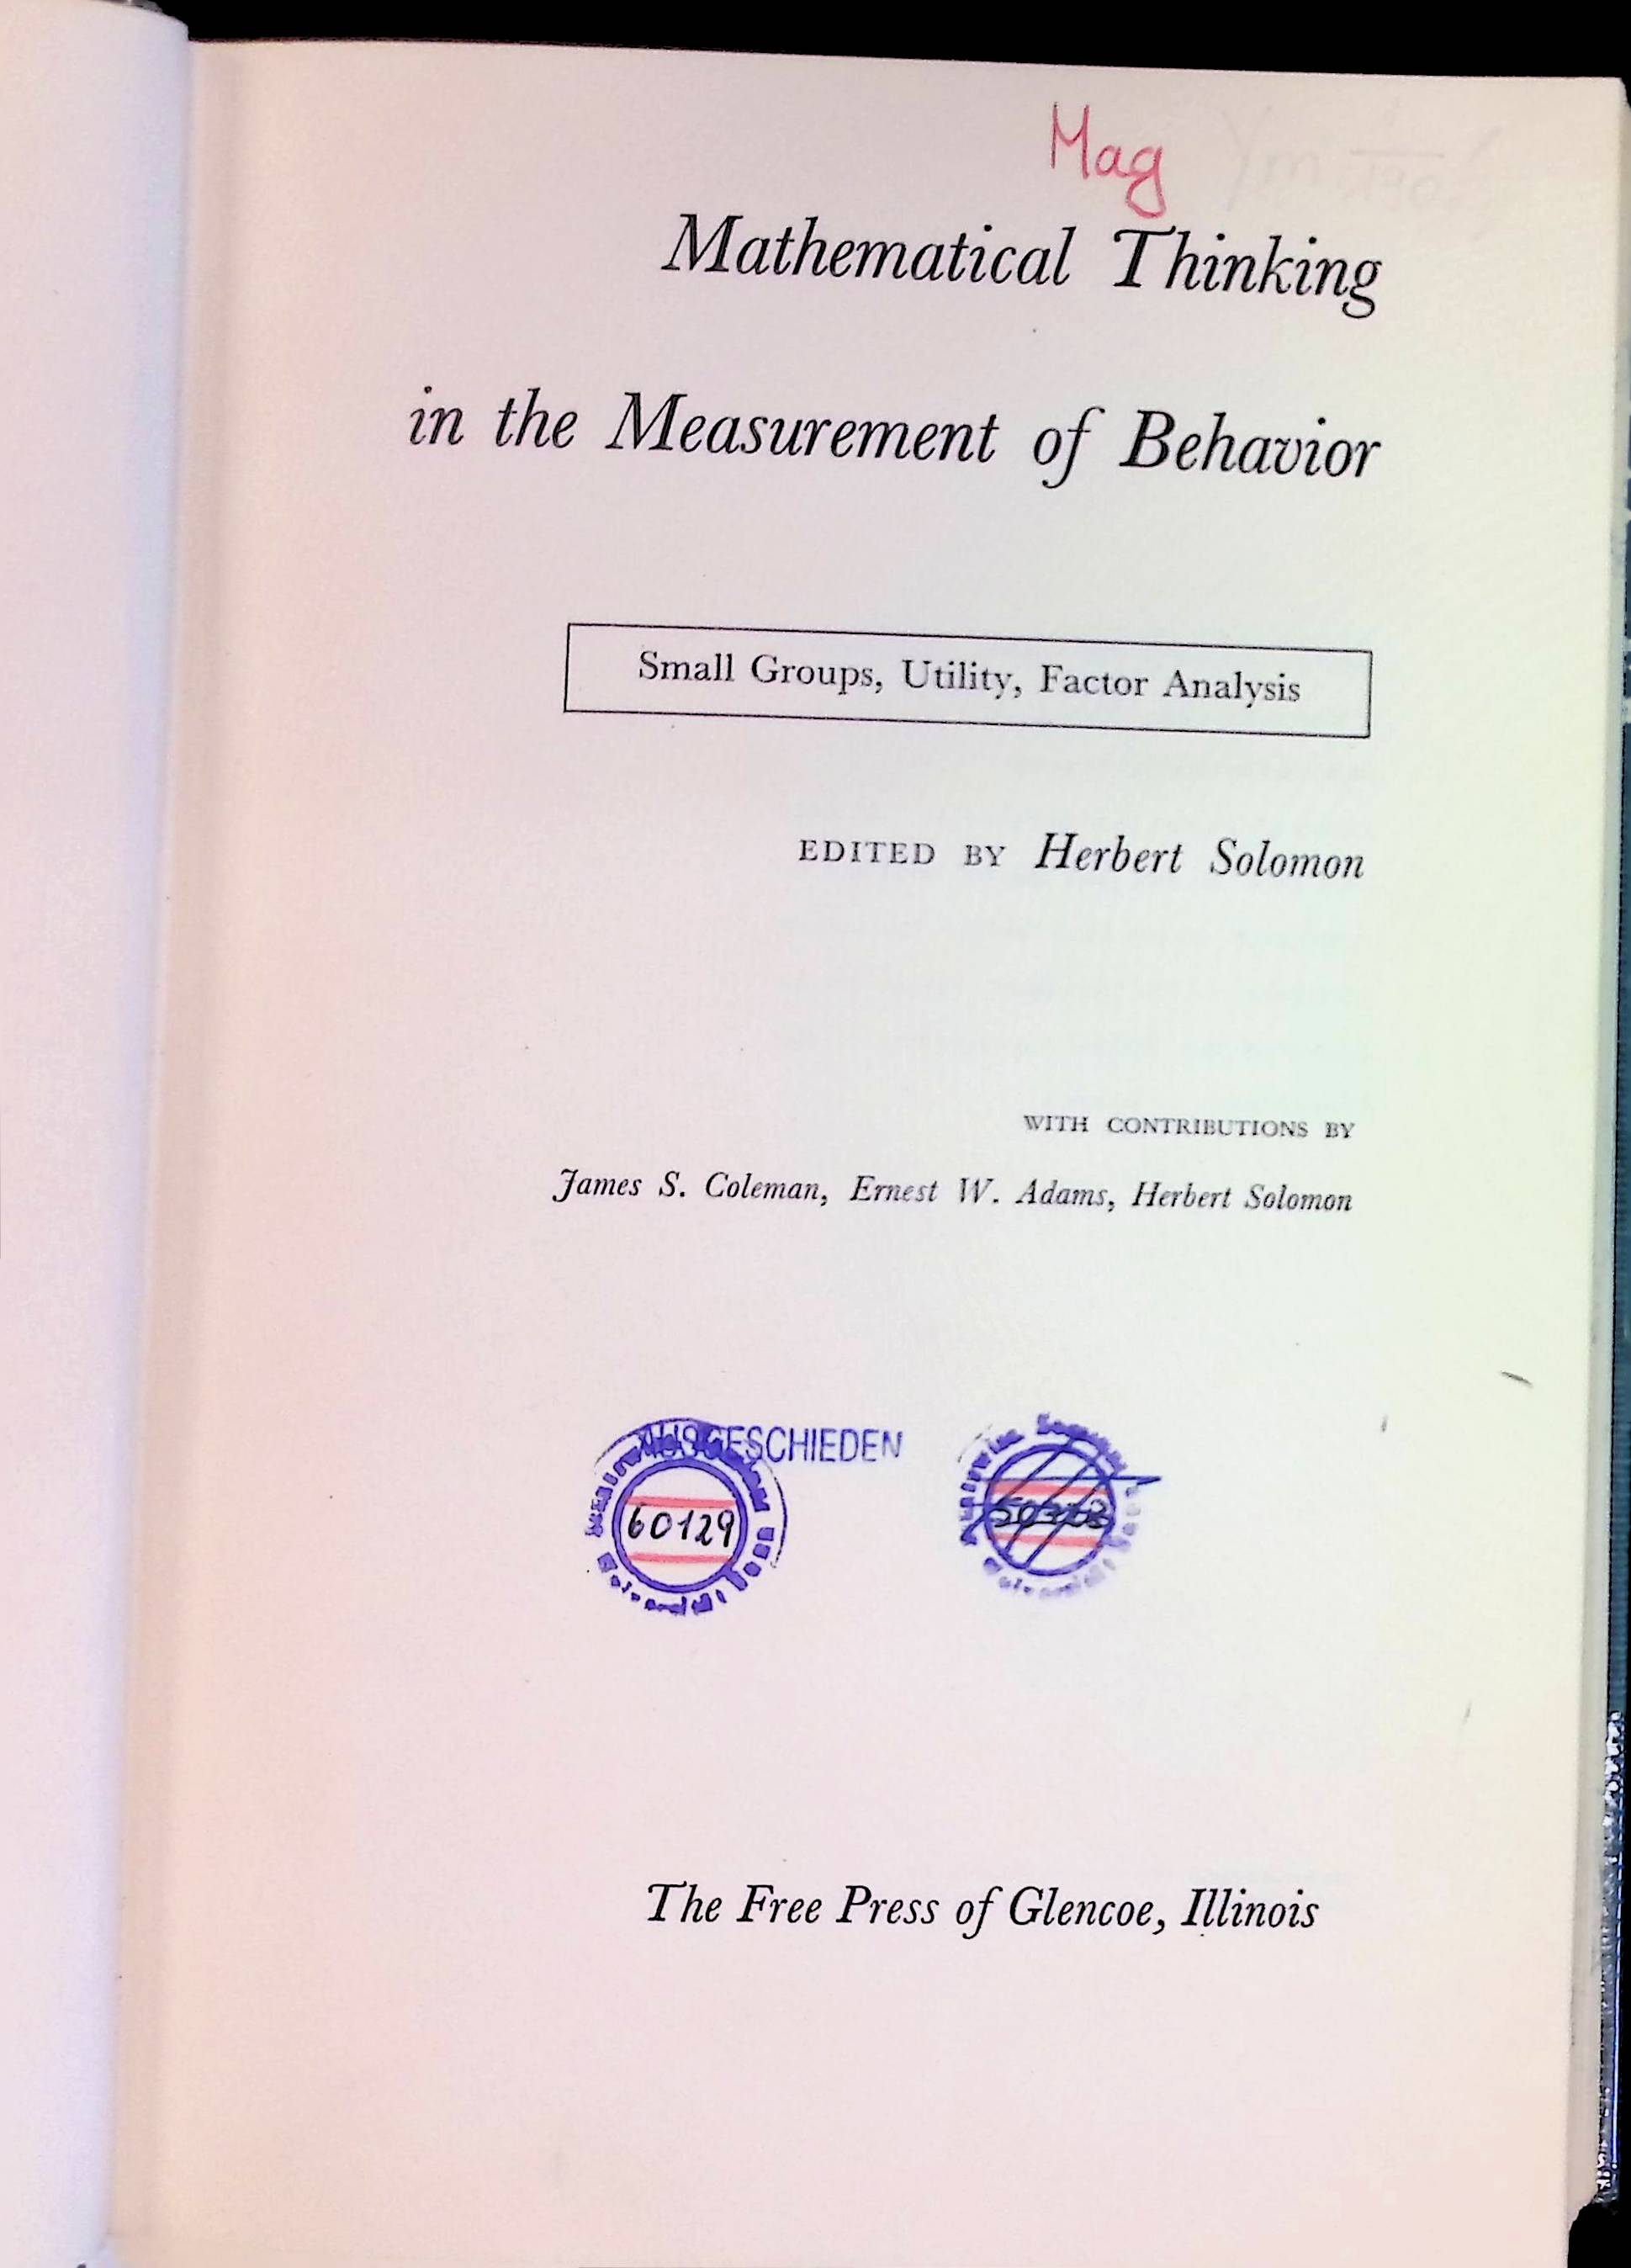 Mag
Mathematical Thinking
in the Measurement of Behavior
Small Groups, Utility, Factor Analysis
EDITED BY Herbert Solomon
WITH CONTRIBUTIONS BY
James S. Coleman, Ernest W. Adams, Herbert Solomon
AUSGESCHIEDEN
60129
The Free Press of Glencoe, Illinois